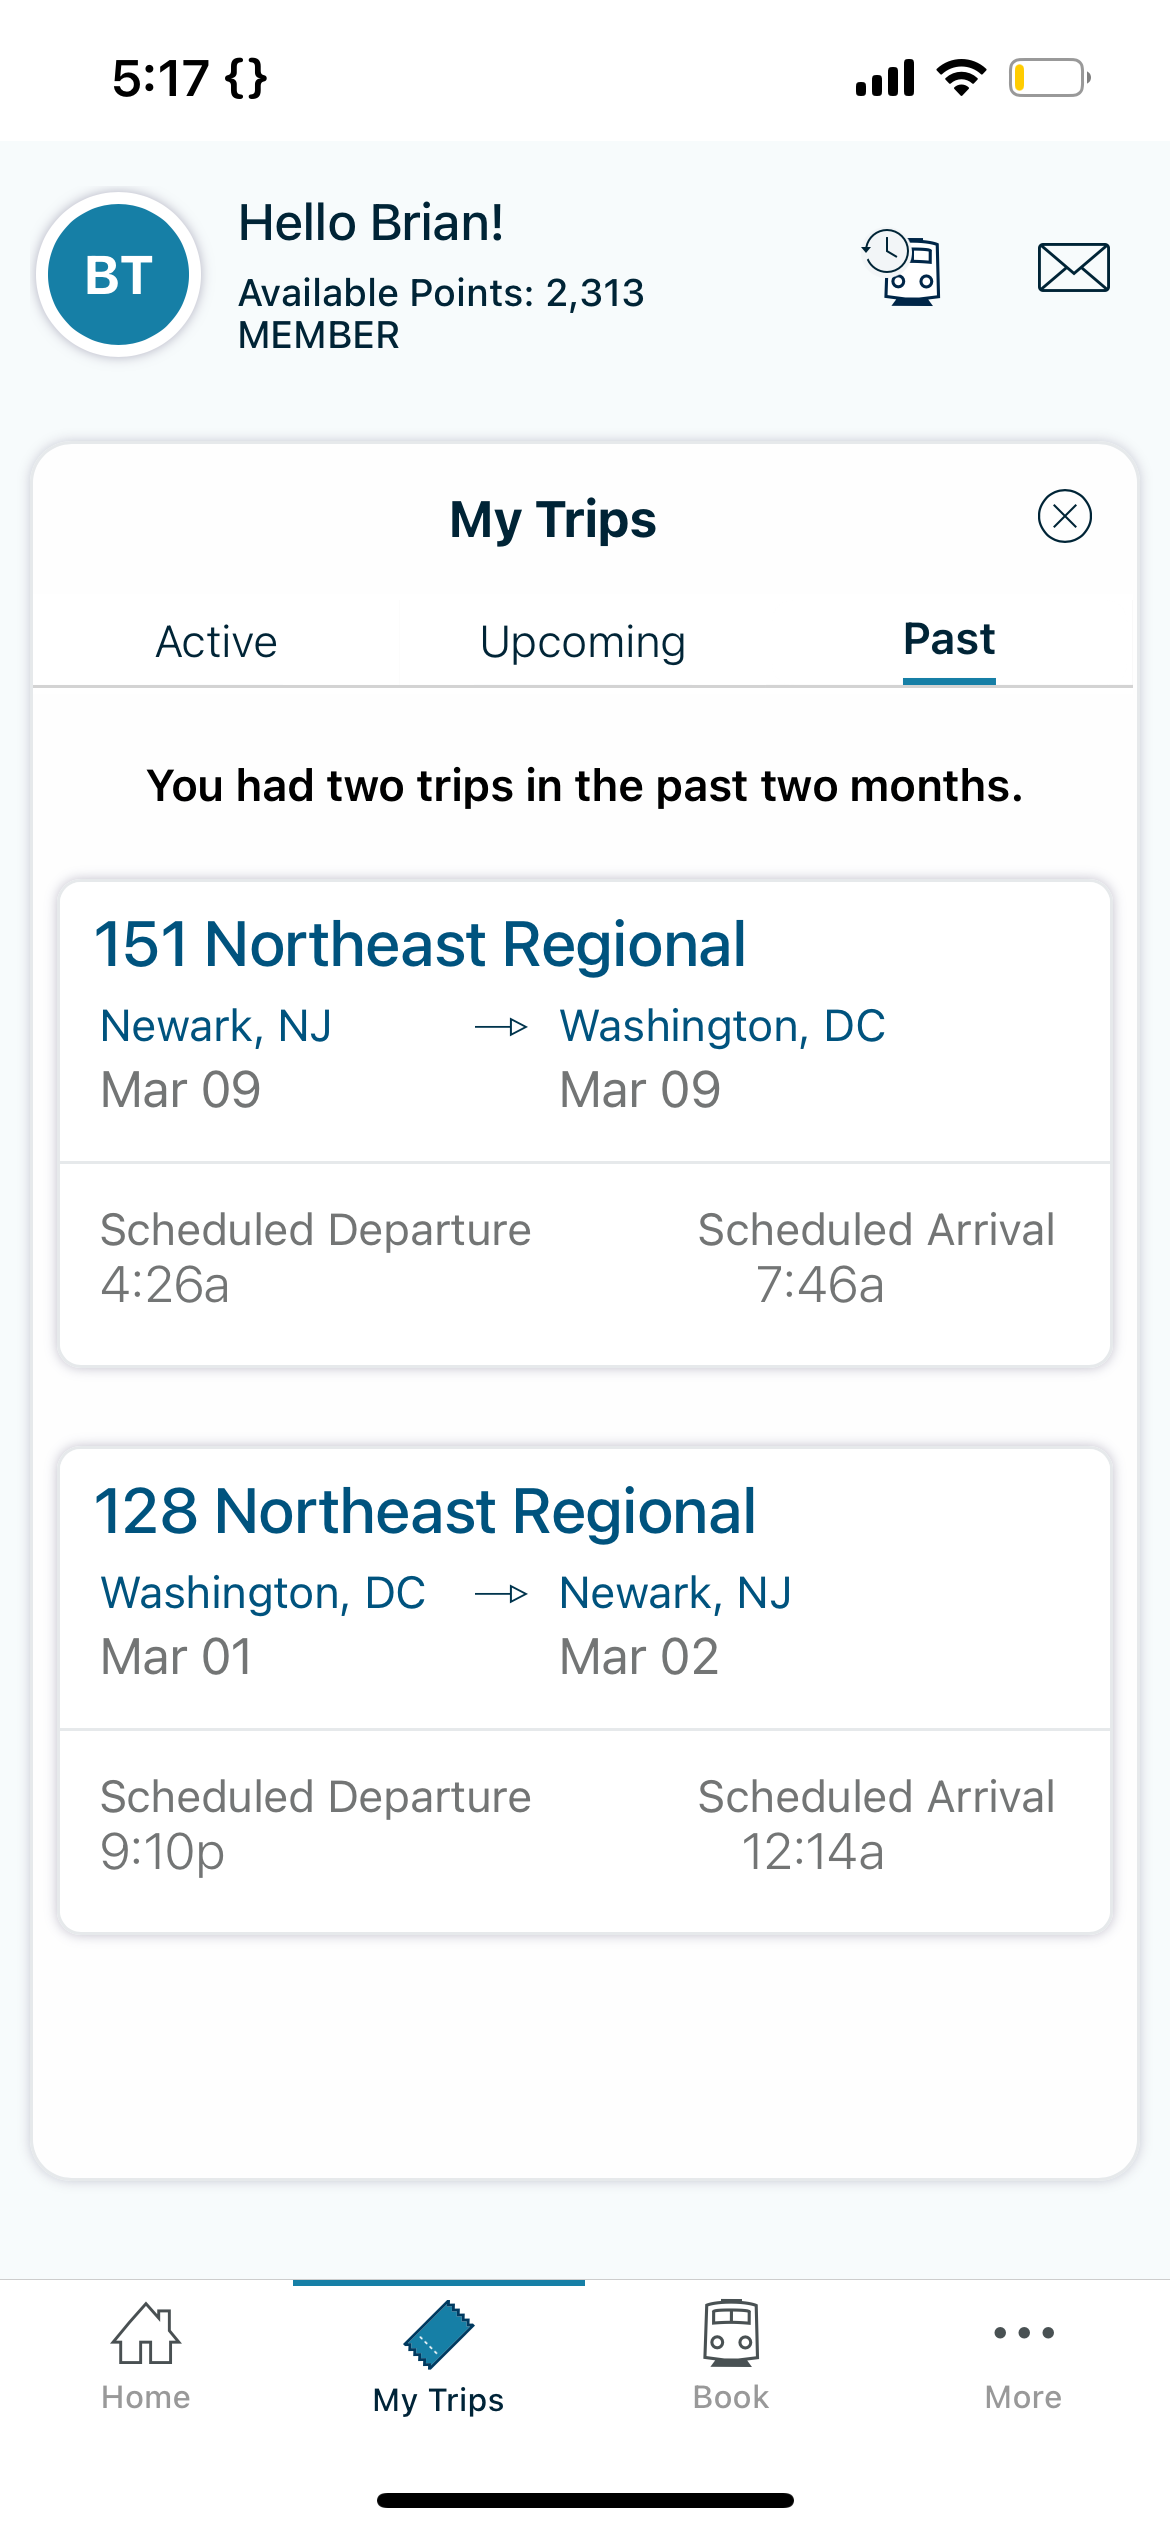 5:17 {}
BT
Hello Brian!
Available Points: 2,313
MEMBER
My Trips
Active Upcoming Past
You had two trips in the past two months.
151 Northeast Regional
Newark, NJ Washington, DC
Mar 09 Mar 09
Scheduled Departure Scheduled Arrival
4:26a 7:46a
128 Northeast Regional
Washington, DC Newark, NJ
Mar 01 Mar 02
Scheduled Departure Scheduled Arrival
9:10p 12:14a
Home My Trips Book More